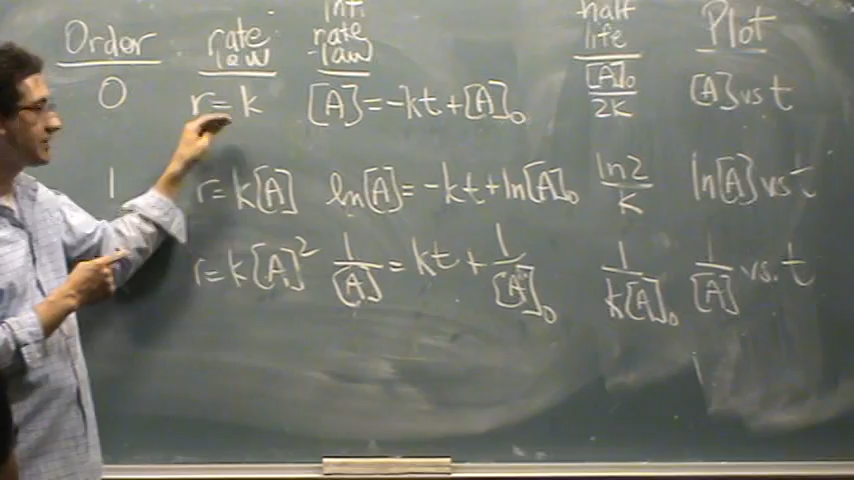 Order rate law Int rate law half life Plot
0 r=k [A]=-kt+[A]₀ [A]₀/2K [A] vs t
1 r=k[A] ln[A]=-kt+ln[A]₀ ln2/K ln[A] vs t
r=k[A]² 1/[A]=kt+1/[A]₀ 1/k[A]₀ 1/[A] vs. t